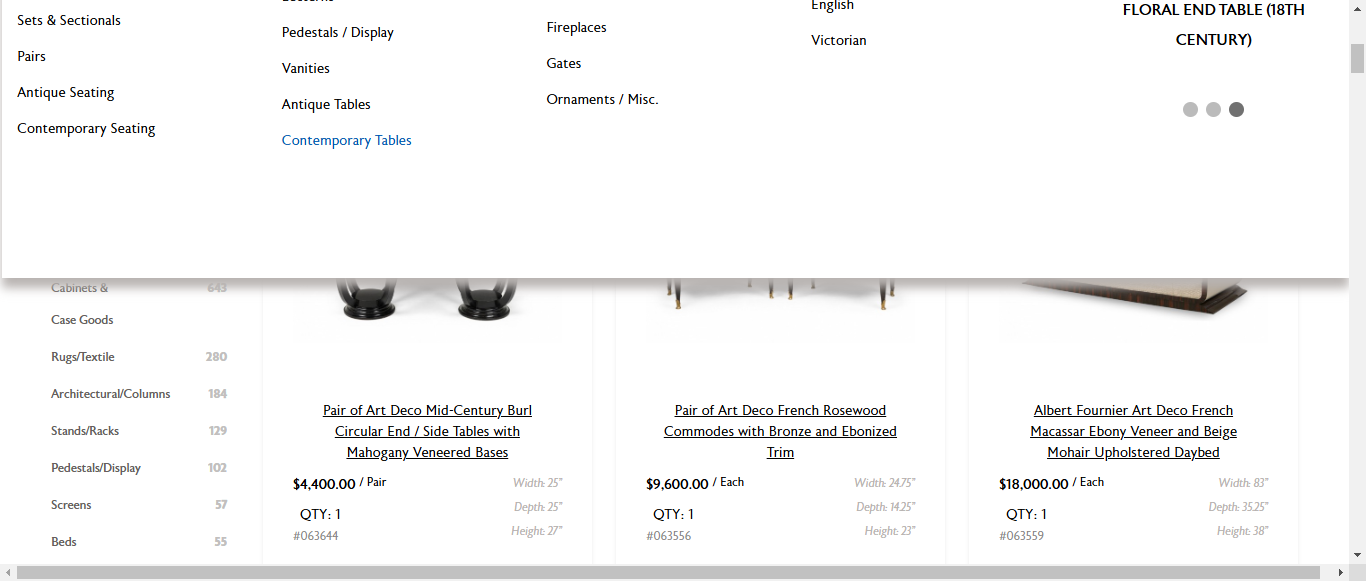 Sets & Sectionals
Pairs
Antique Seating
Contemporary Seating
Pedestals / Display
Vanities
Antique Tables
Contemporary Tables
Fireplaces
Gates
Ornaments / Misc.
English
Victorian
FLORAL END TABLE (18TH
CENTURY)
Cabinets & 643
Case Goods
Rugs/Textile 280
Architectural/Columns 184
Stands/Racks 129
Pedestals/Display 102
Screens 57
Beds 55
Pair of Art Deco Mid-Century Burl
Circular End / Side Tables with
Mahogany Veneered Bases
$4,400.00 / Pair
Width: 25"
Depth: 25"
QTY: 1
Height: 27"
#063644
Pair of Art Deco French Rosewood
Commodes with Bronze and Ebonized
Trim
$9,600.00 / Each
Width: 24.75"
Depth: 14.25"
QTY: 1
Height: 23"
#063556
Albert Fournier Art Deco French
Macassar Ebony Veneer and Beige
Mohair Upholstered Daybed
$18,000.00 / Each
Width: 83"
Depth: 35.25"
QTY: 1
Height: 38"
#063559